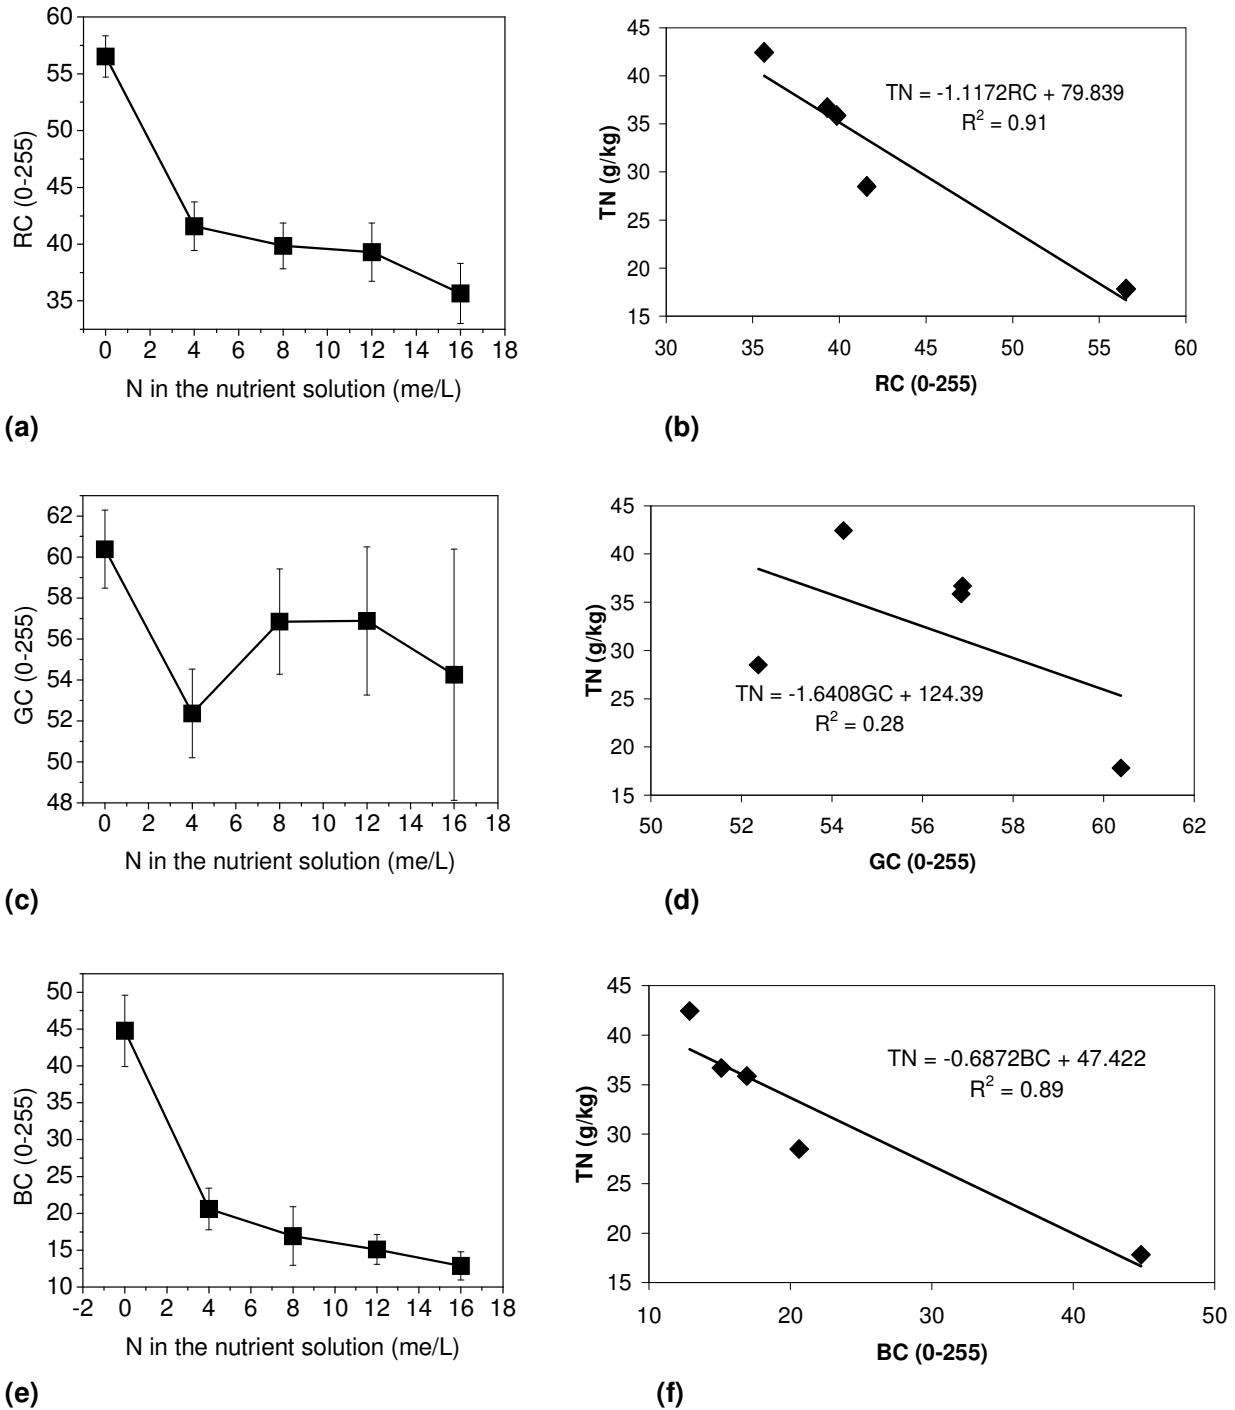 60
55
50
45
40
35
RC (0-255)
0 2 4 6 8 10 12 14 16 18
N in the nutrient solution (me/L)
(a)
45
40
35
30
25
20
15
TN (g/kg)
TN = -1.1172RC + 79.839
R² = 0.91
30 35 40 45 50 55 60
RC (0-255)
(b)
62
60
58
56
54
52
50
48
GC (0-255)
0 2 4 6 8 10 12 14 16 18
N in the nutrient solution (me/L)
(c)
45
40
35
30
25
20
15
TN (g/kg)
TN = -1.6408GC + 124.39
R² = 0.28
50 52 54 56 58 60 62
GC (0-255)
(d)
50
45
40
35
30
25
20
15
10
BC (0-255)
-2 0 2 4 6 8 10 12 14 16 18
N in the nutrient solution (me/L)
(e)
45
40
35
30
25
20
15
TN (g/kg)
TN = -0.6872BC + 47.422
R² = 0.89
10 20 30 40 50
BC (0-255)
(f)